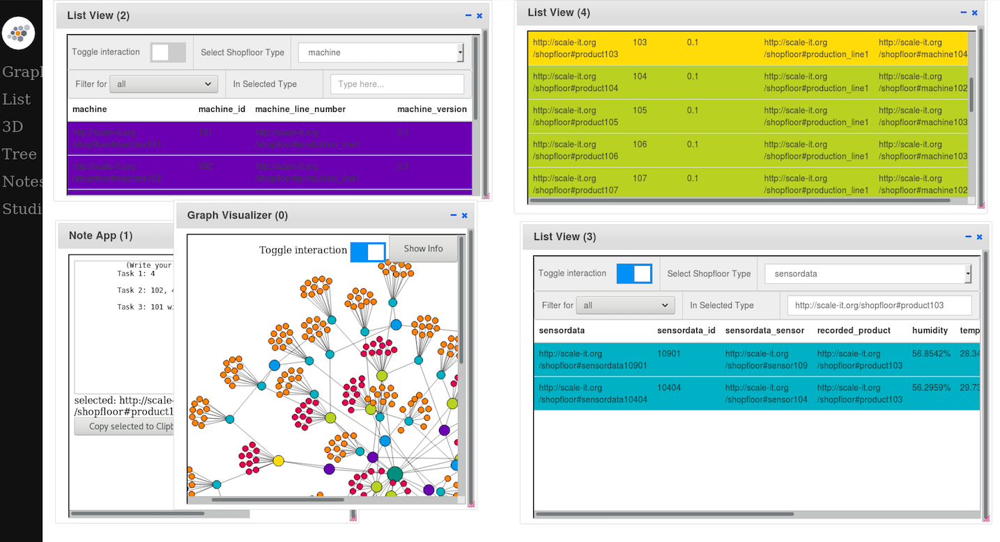 Graph
List
3D
Tree
Notes
Studi
List View (2)
Toggle interaction
Select Shopfloor Type
machine
Filter for
all
In Selected Type
Type here...
machine machine_id machine_line_number machine_version
http://scale-it.org 101 http://scale-it.org 0.1
/shopfloor#machine101 /shopfloor#production_line1
http://scale-it.org 102 http://scale-it.org 0.1
/shopfloor#machine102 /shopfloor#production_line1
Note App (1)
(Write your
Task 1: 4
Task 2: 102, 4
Task 3: 101 wi
selected: http://scale-
/shopfloor#product1
Copy selected to Clipb
Graph Visualizer (0)
Toggle interaction
Show Info
List View (4)
http://scale-it.org 103 0.1 http://scale-it.org http://scale-it.org
/shopfloor#product103 /shopfloor#production_line1 /shopfloor#machine104
http://scale-it.org 104 0.1 http://scale-it.org http://scale-it.org
/shopfloor#product104 /shopfloor#production_line1 /shopfloor#machine102
http://scale-it.org 105 0.1 http://scale-it.org http://scale-it.org
/shopfloor#product105 /shopfloor#production_line1 /shopfloor#machine103
http://scale-it.org 106 0.1 http://scale-it.org http://scale-it.org
/shopfloor#product106 /shopfloor#production_line1 /shopfloor#machine103
http://scale-it.org 107 0.1 http://scale-it.org http://scale-it.org
/shopfloor#product107 /shopfloor#production_line1 /shopfloor#machine102
List View (3)
Toggle interaction
Select Shopfloor Type
sensordata
Filter for
all
In Selected Type
http://scale-it.org/shopfloor#product103
sensordata sensordata_id sensordata_sensor recorded_product humidity temp
http://scale-it.org 10901 http://scale-it.org http://scale-it.org 56.8542% 28.34
/shopfloor#sensordata10901 /shopfloor#sensor109 /shopfloor#product103
http://scale-it.org 10404 http://scale-it.org http://scale-it.org 56.2959% 29.73
/shopfloor#sensordata10404 /shopfloor#sensor104 /shopfloor#product103